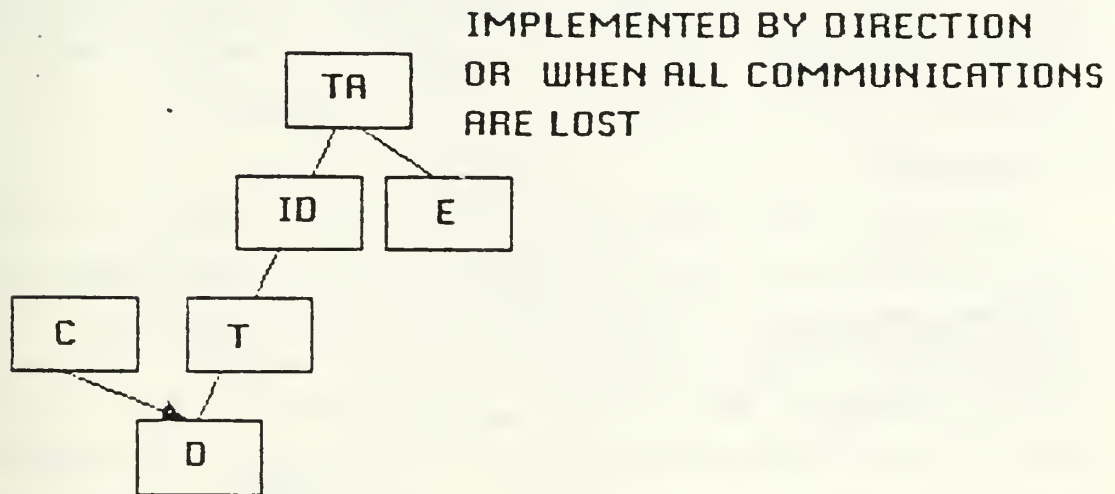 IMPLEMENTED BY DIRECTION
OR WHEN ALL COMMUNICATIONS
ARE LOST
TA
ID
E
C
T
D